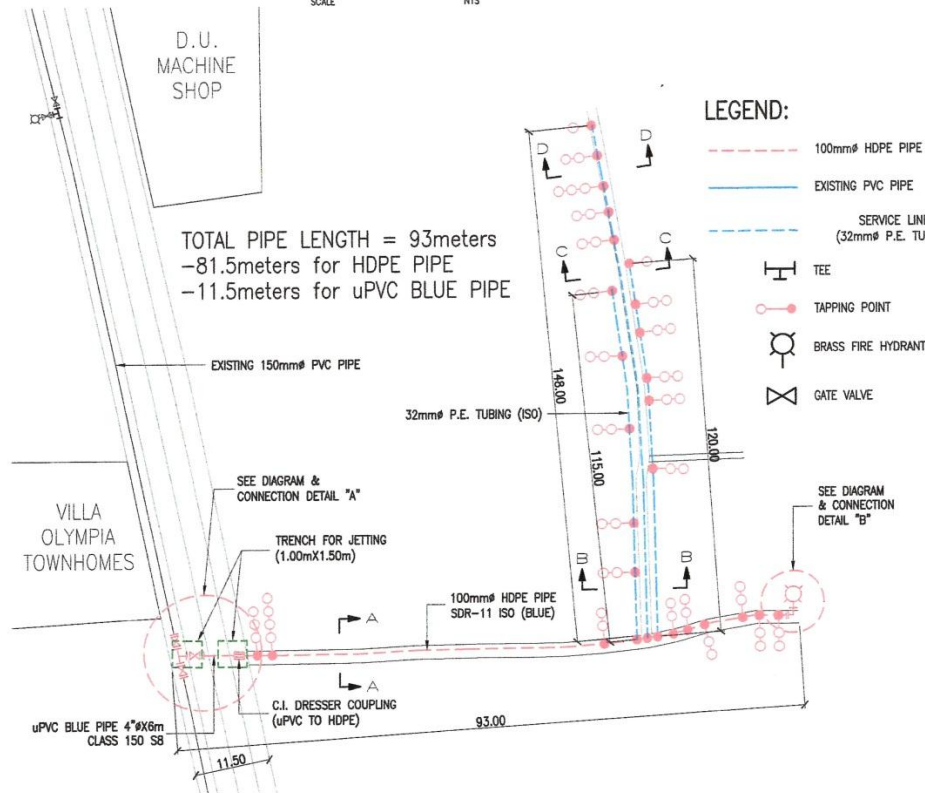 SCALE
NTS
D.U.
MACHINE
SHOP
LEGEND:
100mmø HDPE PIPE
EXISTING PVC PIPE
SERVICE LINE
(32mmø P.E. TU
TEE
TAPPING POINT
BRASS FIRE HYDRANT
GATE VALVE
TOTAL PIPE LENGTH = 93meters
-81.5meters for HDPE PIPE
-11.5meters for uPVC BLUE PIPE
D
D
C
C
EXISTING 150mmø PVC PIPE
148.00
32mmø P.E. TUBING (ISO)
115.00
120.00
SEE DIAGRAM &
CONNECTION DETAIL "A"
VILLA
OLYMPIA
TOWNHOMES
TRENCH FOR JETTING
(1.00mX1.50m)
SEE DIAGRAM
& CONNECTION
DETAIL "B"
B
B
100mmø HDPE PIPE
SDR-11 ISO (BLUE)
A
A
C.I. DRESSER COUPLING
(uPVC TO HDPE)
uPVC BLUE PIPE 4"øX6m
CLASS 150 S8
93.00
11.50